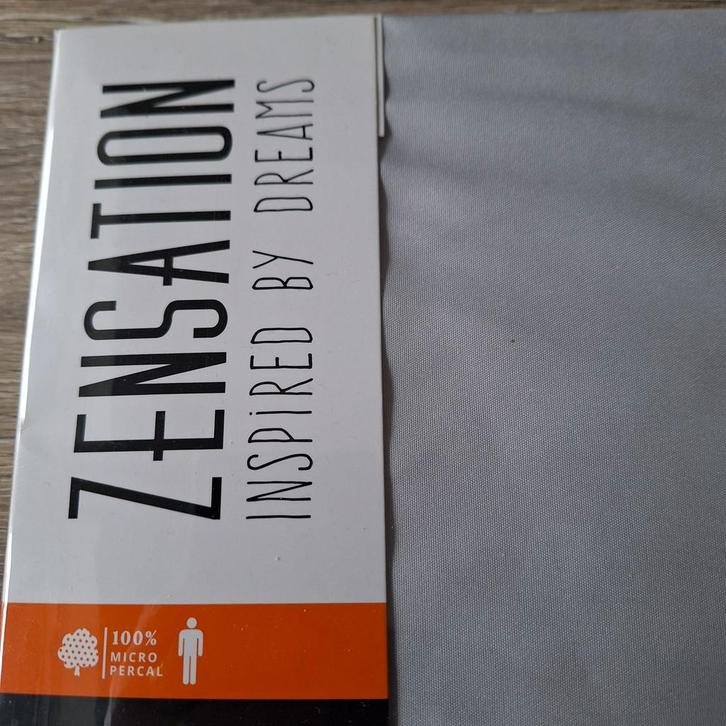 ZENSATION
INSPiRED BY DREAMS
100%
MICRO
PERCAL